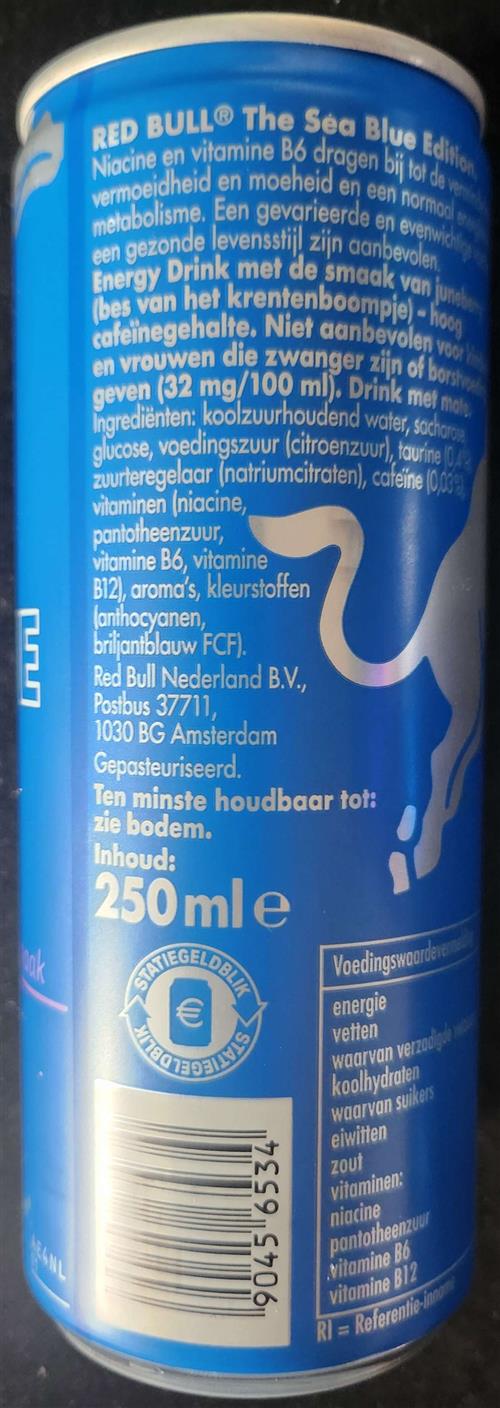 RED BULL® The Sea Blue Edition.
Niacine en vitamine B6 dragen bij tot de
vermoeidheid en moeheid en een normaal
metabolisme. Een gevarieerde en evenwichtige
een gezonde levensstijl zijn aanbevolen.
Energy Drink met de smaak van
(bes van het krentenboompje) - hoog
cafeïnegehalte. Niet aanbevolen voor
en vrouwen die zwanger zijn of
geven (32 mg/100 ml). Drink met mate.
Ingrediënten: koolzuurhoudend water, sacharose,
glucose, voedingszuur (citroenzuur), taurine
zuurteregelaar (natriumcitraten), cafeïne (0,03%),
vitaminen (niacine,
pantotheenzuur,
vitamine B6, vitamine
B12), aroma's, kleurstoffen
(anthocyanen,
briljantblauw FCF).
Red Bull Nederland B.V.,
Postbus 37711,
1030 BG Amsterdam
Gepasteuriseerd.
Ten minste houdbaar tot:
zie bodem.
Inhoud:
250 ml e
STATIEGELDBLIK
€
STATIEGELDBLIK
9045 6534
Voedingswaardevermelding
energie
vetten
waarvan verzadigde
koolhydraten
waarvan suikers
eiwitten
zout
vitaminen:
niacine
pantotheenzuur
vitamine B6
vitamine B12
RI = Referentie-inname
E